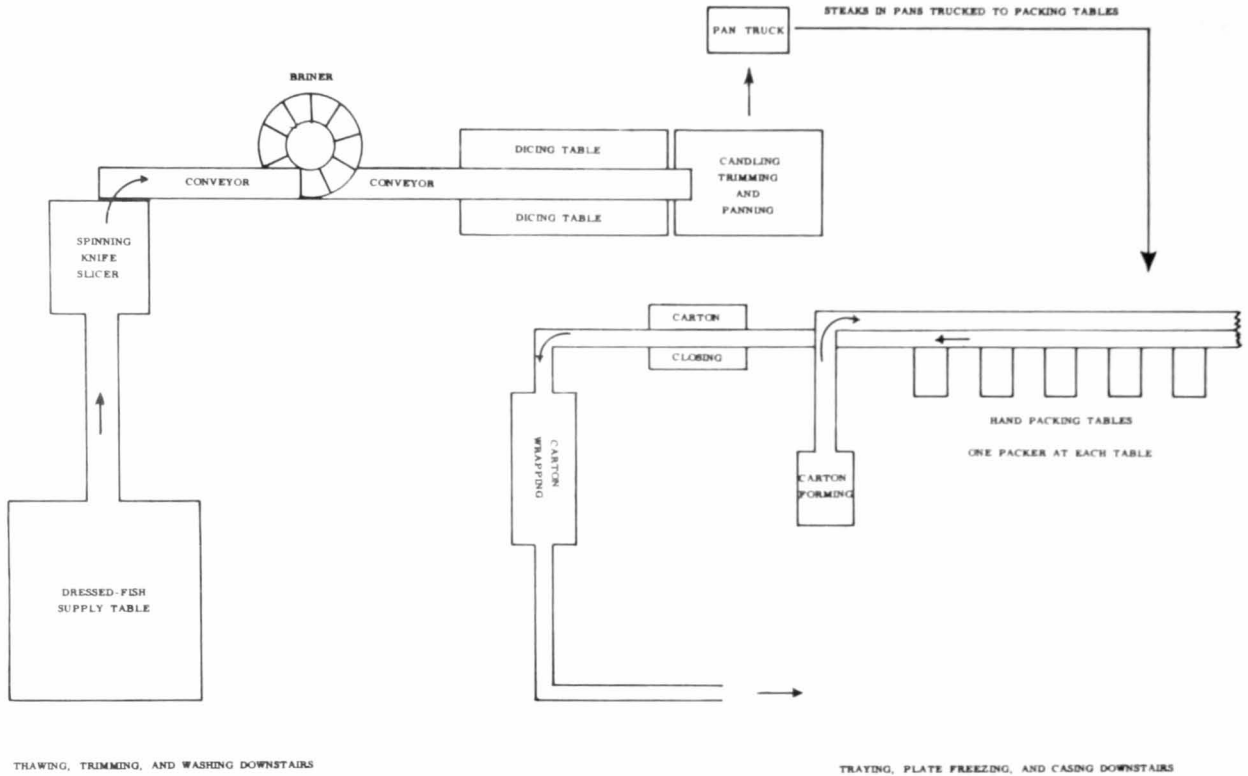 STEAKS IN PANS TRUCKED TO PACKING TABLES
PAN TRUCK
BRINER
DICING TABLE
CONVEYOR
CONVEYOR
DICING TABLE
CANDLING
TRIMMING
AND
PANNING
SPINNING
KNIFE
SLICER
CARTON
CLOSING
HAND PACKING TABLES
ONE PACKER AT EACH TABLE
CARTON
WRAPPING
CARTON
FORMING
DRESSED-FISH
SUPPLY TABLE
THAWING, TRIMMING, AND WASHING DOWNSTAIRS
TRAYING, PLATE FREEZING, AND CASING DOWNSTAIRS